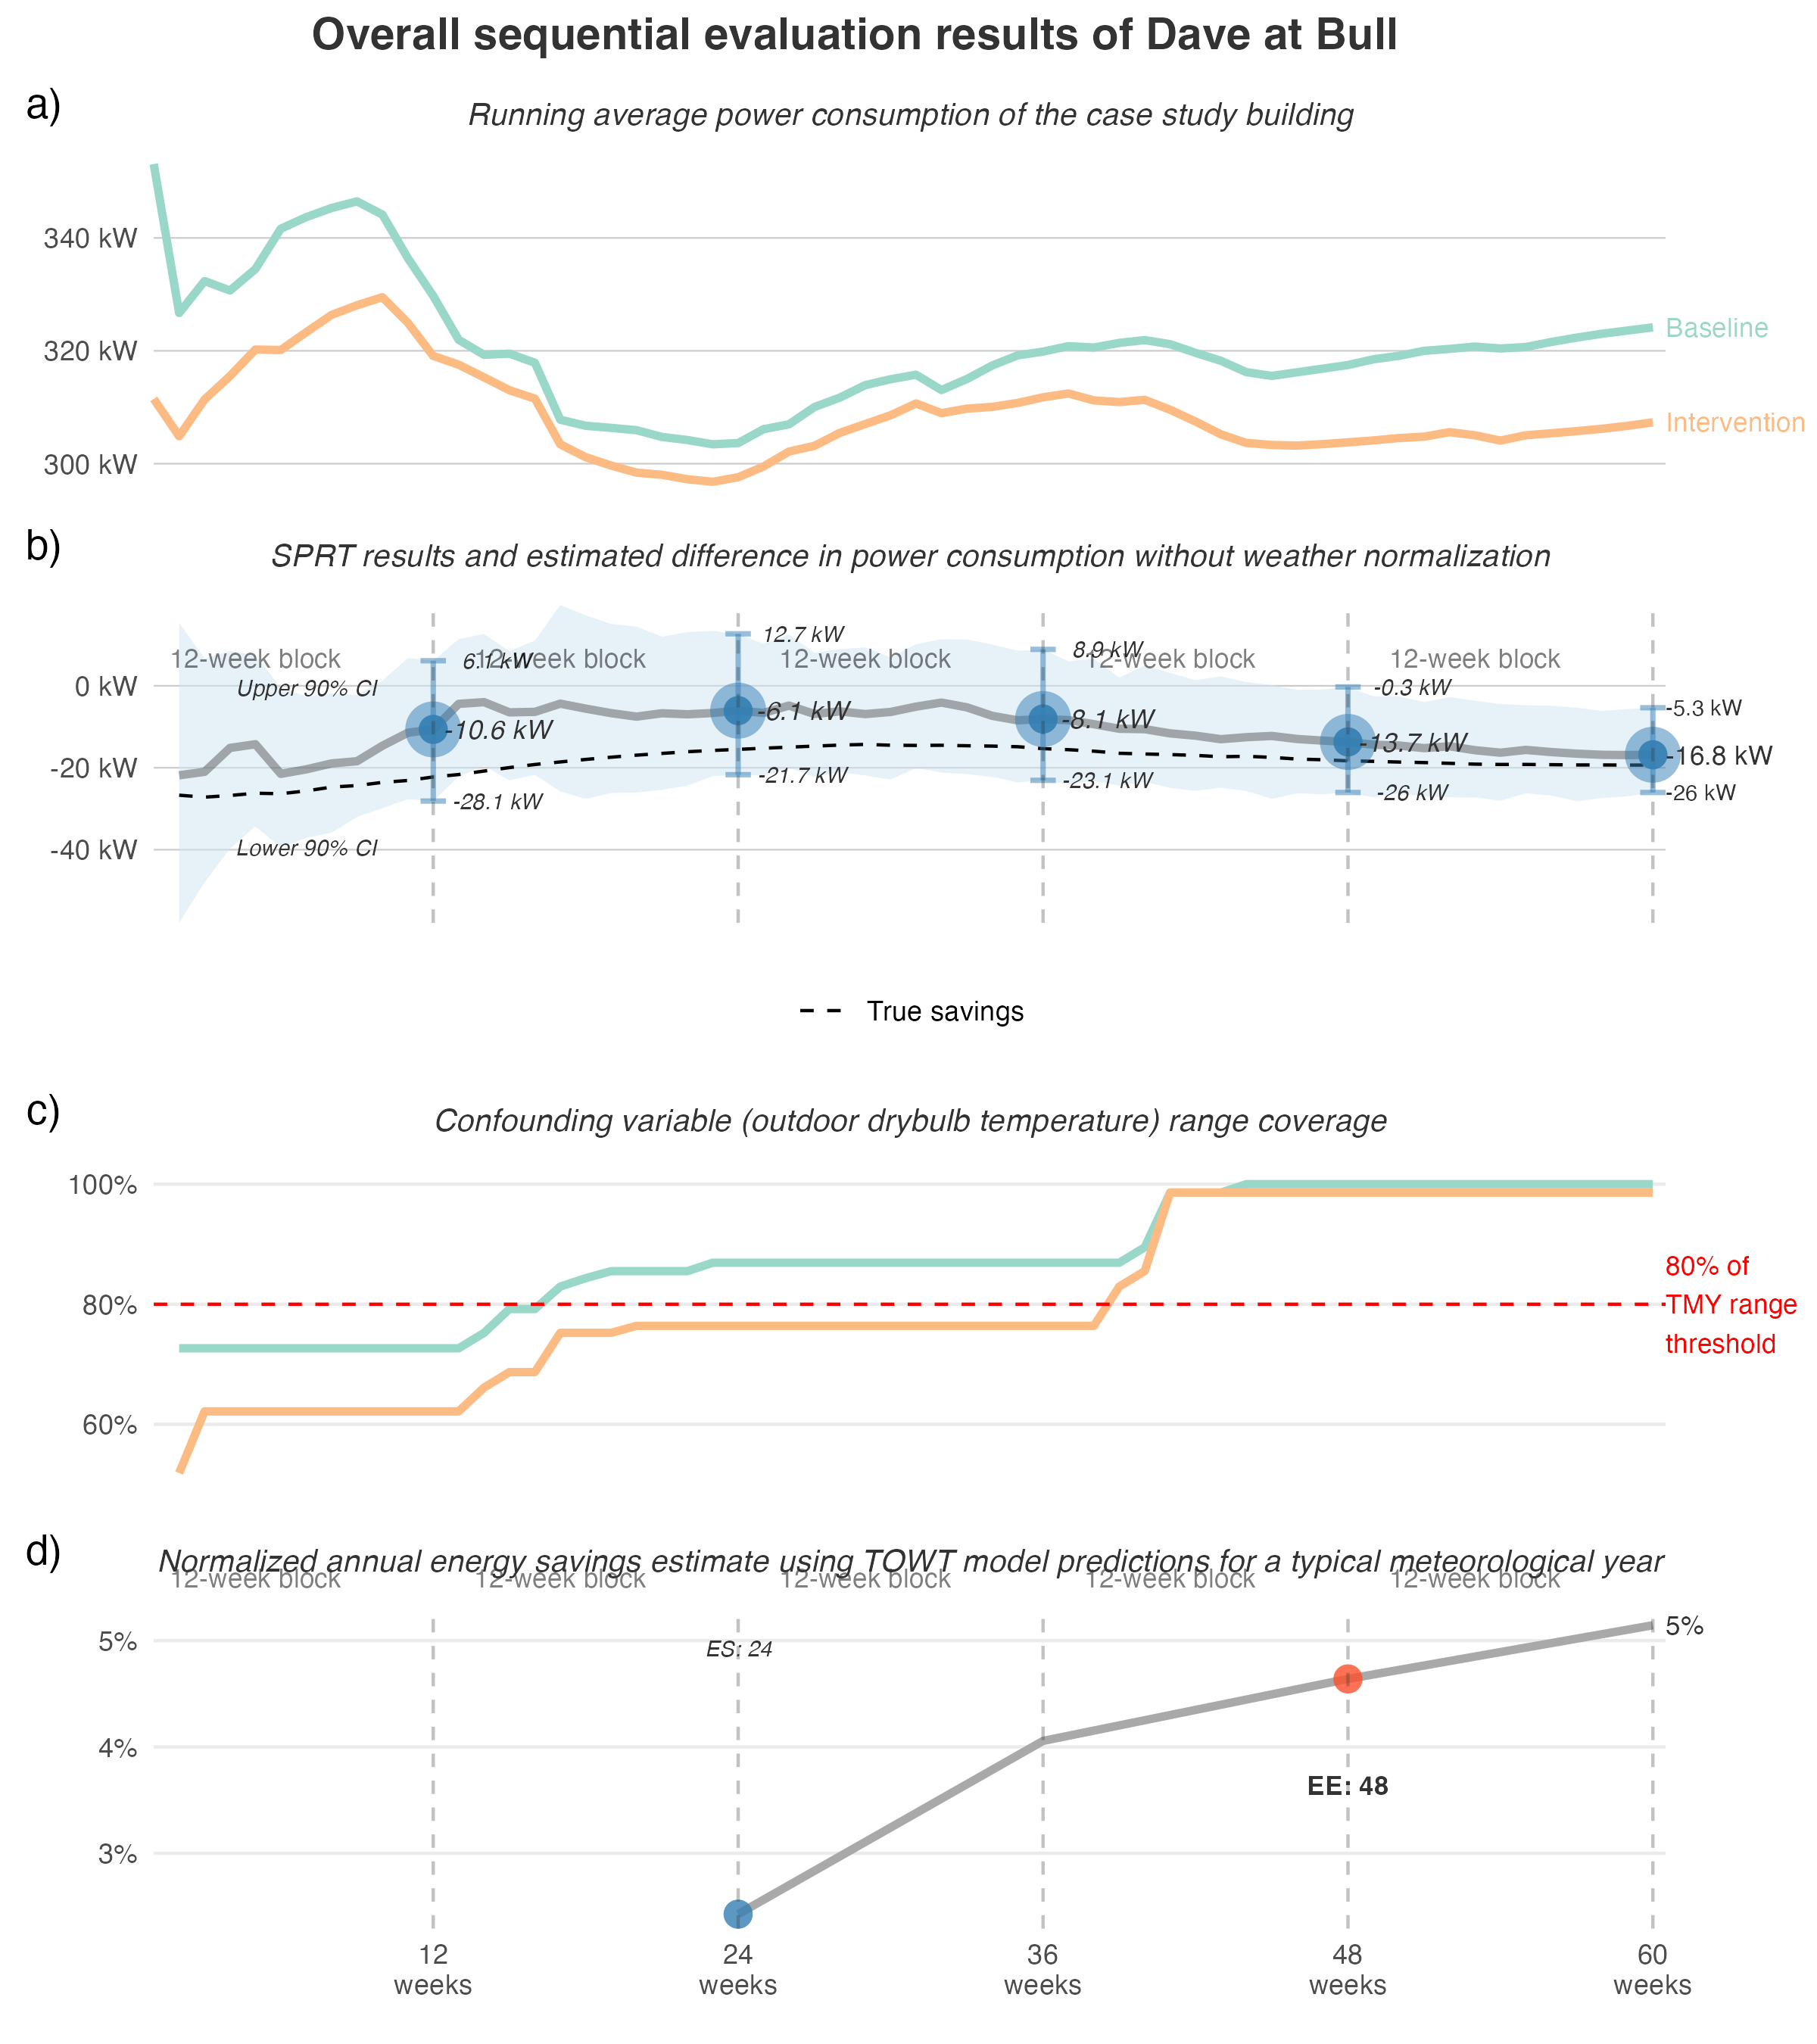 Overall sequential evaluation results of Dave at Bull
a)
Running average power consumption of the case study building
340 kW
320 kW
300 kW
Baseline
Intervention
b)
SPRT results and estimated difference in power consumption without weather normalization
12-week block
12-week block
12-week block
12-week block
12-week block
0 kW
-20 kW
-40 kW
Upper 90% CI
Lower 90% CI
6.1 kW
-10.6 kW
-28.1 kW
12.7 kW
-6.1 kW
-21.7 kW
8.9 kW
-8.1 kW
-23.1 kW
-0.3 kW
-13.7 kW
-26 kW
-5.3 kW
-16.8 kW
-26 kW
True savings
c)
Confounding variable (outdoor drybulb temperature) range coverage
100%
80%
60%
80% of
TMY range
threshold
d)
Normalized annual energy savings estimate using TOWT model predictions for a typical meteorological year
12-week block
12-week block
12-week block
12-week block
12-week block
5%
4%
3%
ES: 24
EE: 48
5%
12
weeks
24
weeks
36
weeks
48
weeks
60
weeks